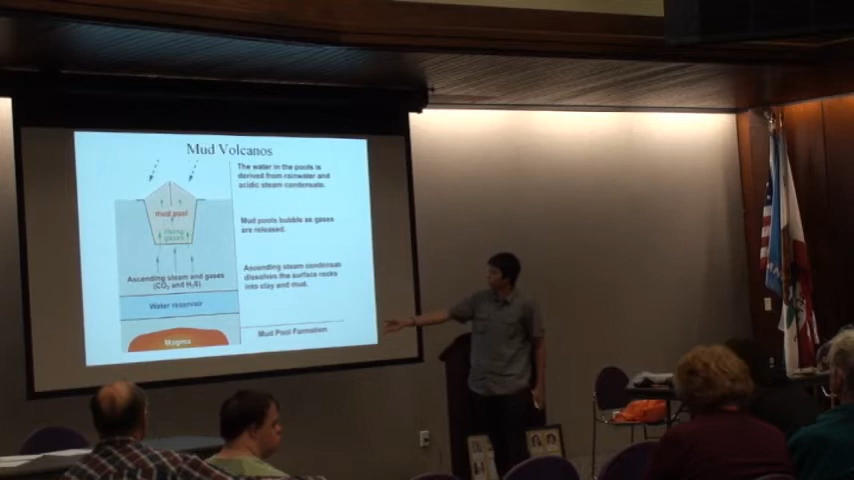 Mud Volcanos
The water in the pools is
derived from rainwater and
acidic steam condensate.
mud pool
rising
gases
Mud pools bubble as gases
are released.
Ascending steam and gases
(CO2 and H2S)
Ascending steam condensate
dissolves the surface rocks
into clay and mud.
Water reservoir
Magma
Mud Pool Formation